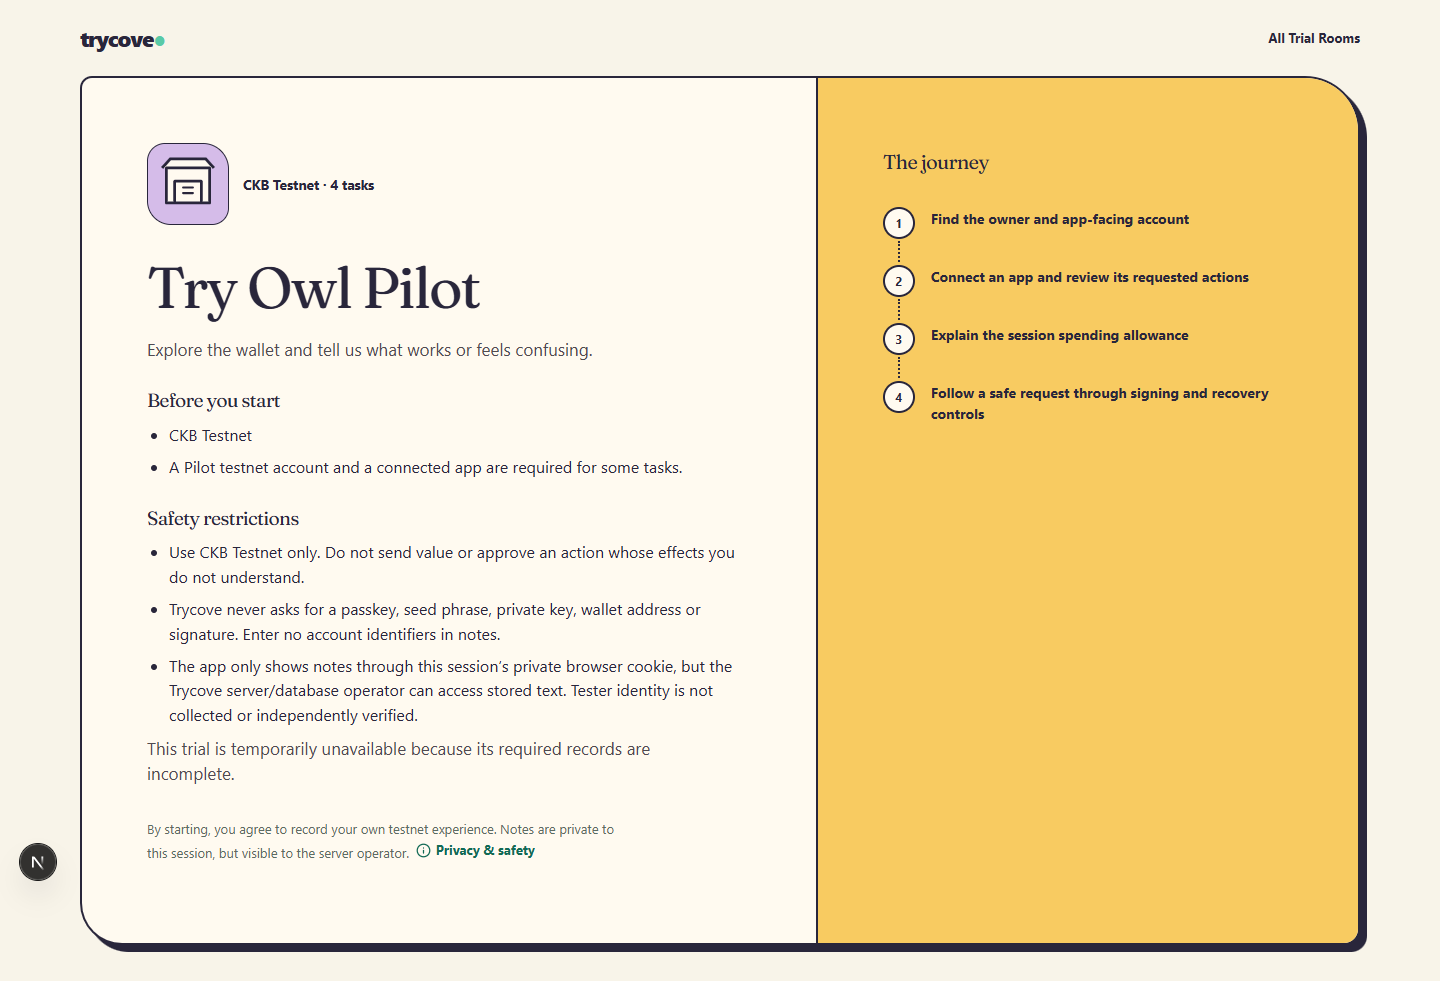 trycove
All Trial Rooms
CKB Testnet · 4 tasks
Try Owl Pilot
Explore the wallet and tell us what works or feels confusing.
Before you start
CKB Testnet
A Pilot testnet account and a connected app are required for some tasks.
Safety restrictions
Use CKB Testnet only. Do not send value or approve an action whose effects you
do not understand.
Trycove never asks for a passkey, seed phrase, private key, wallet address or
signature. Enter no account identifiers in notes.
The app only shows notes through this session's private browser cookie, but the
Trycove server/database operator can access stored text. Tester identity is not
collected or independently verified.
This trial is temporarily unavailable because its required records are
incomplete.
By starting, you agree to record your own testnet experience. Notes are private to
this session, but visible to the server operator. Privacy & safety
The journey
1 Find the owner and app-facing account
2 Connect an app and review its requested actions
3 Explain the session spending allowance
4 Follow a safe request through signing and recovery
controls
N